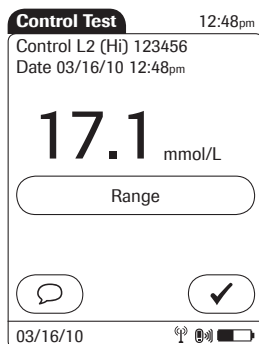 Control Test 12:48pm
Control L2 (Hi) 123456
Date 03/16/10 12:48pm
17.1 mmol/L
Range
03/16/10